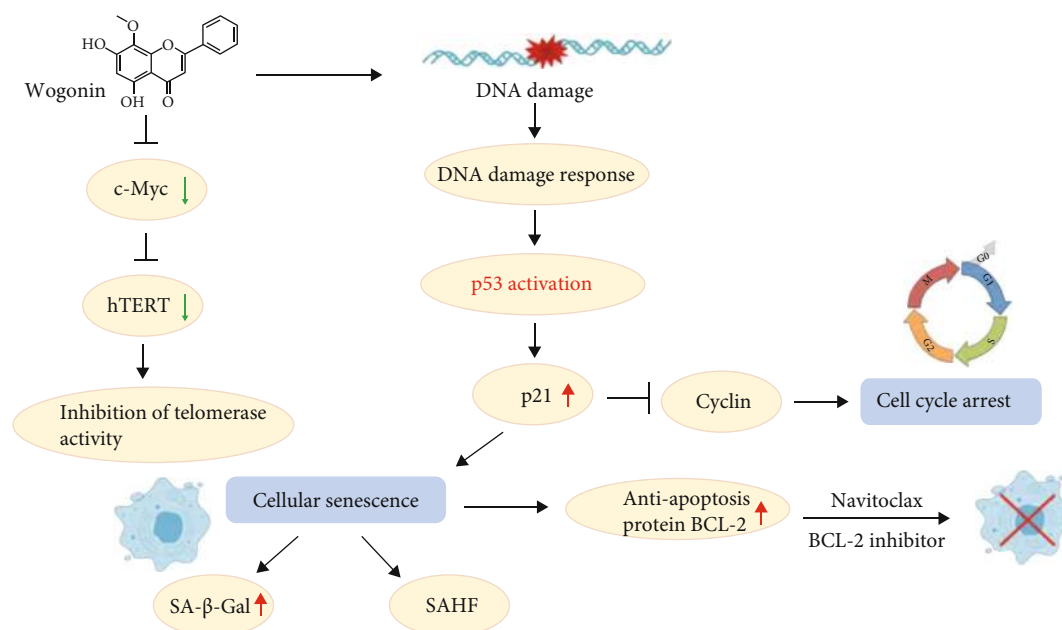 O
HO
O
OH
O
Wogonin
DNA damage
c-Myc
DNA damage response
hTERT
p53 activation
G0
M
G1
G2
S
Inhibition of telomerase
activity
p21
Cyclin
Cell cycle arrest
Cellular senescence
Anti-apoptosis
protein BCL-2
Navitoclax
BCL-2 inhibitor
SA-β-Gal
SAHF